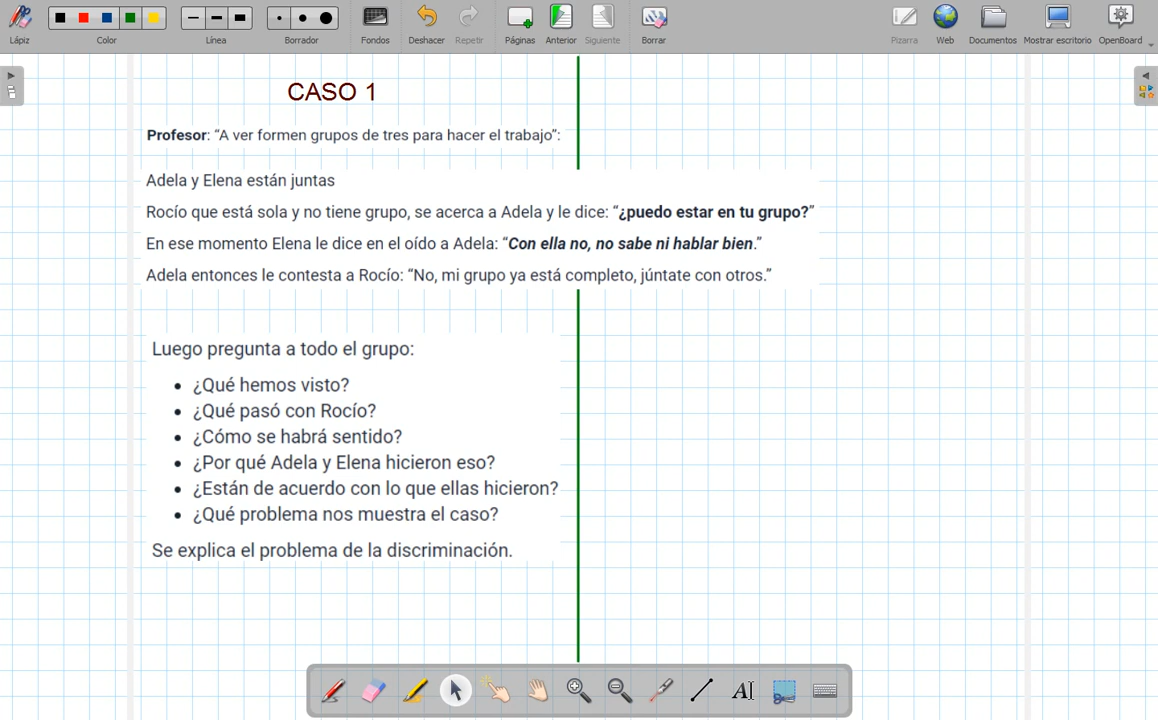 Lápiz
Color
Línea
Borrador
Fondos
Deshacer
Repetir
Páginas
Anterior
Siguiente
Borrar
Pizarra
Web
Documentos
Mostrar escritorio
OpenBoard
CASO 1
Profesor: “A ver formen grupos de tres para hacer el trabajo”:
Adela y Elena están juntas
Rocío que está sola y no tiene grupo, se acerca a Adela y le dice: “¿puedo estar en tu grupo?”
En ese momento Elena le dice en el oído a Adela: “Con ella no, no sabe ni hablar bien.”
Adela entonces le contesta a Rocío: “No, mi grupo ya está completo, júntate con otros.”
Luego pregunta a todo el grupo:
• ¿Qué hemos visto?
• ¿Qué pasó con Rocío?
• ¿Cómo se habrá sentido?
• ¿Por qué Adela y Elena hicieron eso?
• ¿Están de acuerdo con lo que ellas hicieron?
• ¿Qué problema nos muestra el caso?
Se explica el problema de la discriminación.